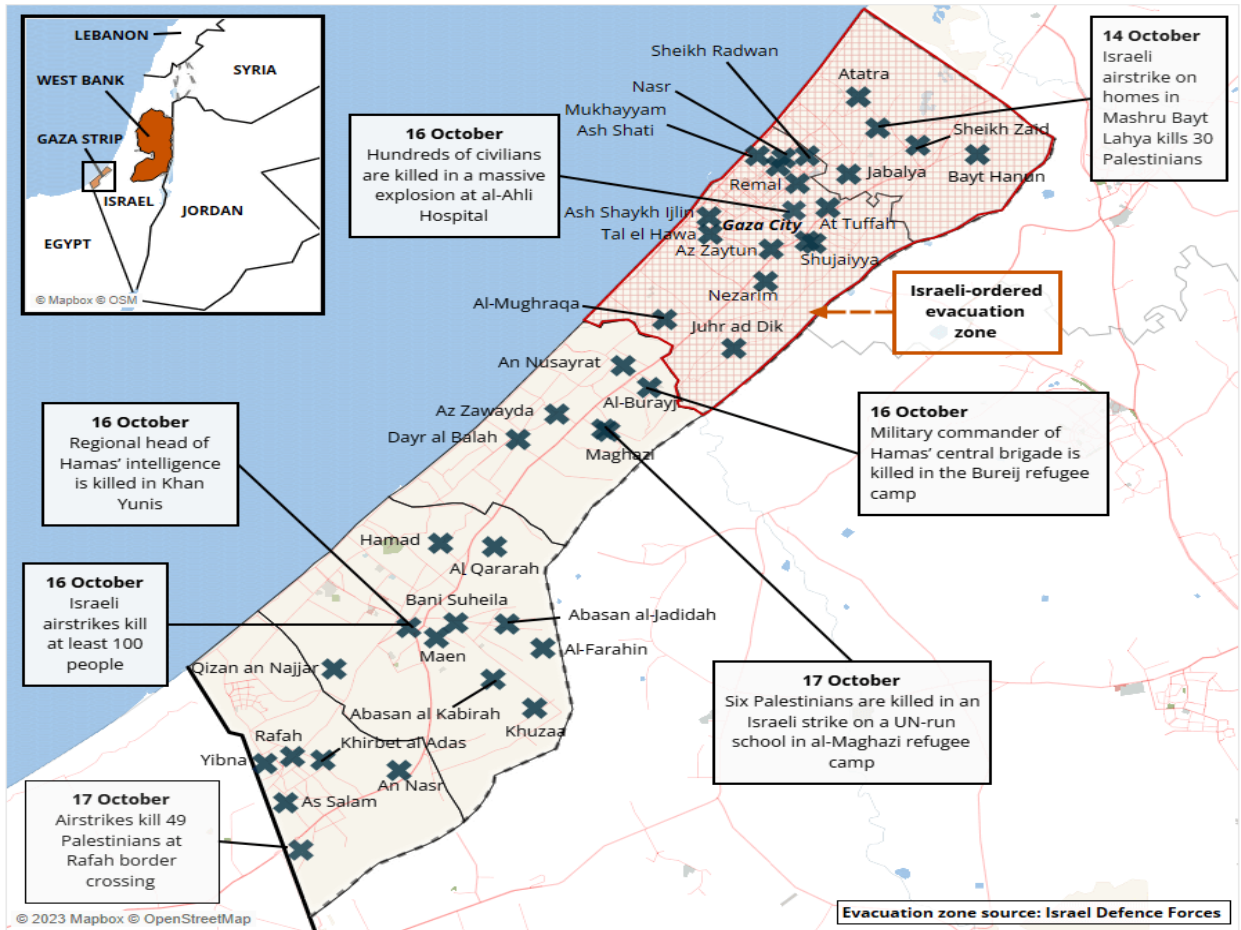 LEBANON
SYRIA
WEST BANK
GAZA STRIP
ISRAEL
JORDAN
EGYPT
© Mapbox © OSM
14 October
Israeli
airstrike on
homes in
Mashru Bayt
Lahya kills 30
Palestinians
Sheikh Radwan
Atatra
Nasr
Mukhayyam
Ash Shati
Sheikh Zaid
16 October
Hundreds of civilians
are killed in a massive
explosion at al-Ahli
Hospital
Remal
Jabalya
Bayt Hanun
Ash Shaykh Ijlin
Gaza City
At Tuffah
Tal el Hawa
Az Zaytun
Shujaiyya
Nezarim
Israeli-ordered
evacuation
zone
Al-Mughraqa
Juhr ad Dik
An Nusayrat
Al-Burayj
Az Zawayda
Dayr al Balah
Maghazi
16 October
Military commander of
Hamas' central brigade is
killed in the Bureij refugee
camp
16 October
Regional head of
Hamas' intelligence
is killed in Khan
Yunis
Hamad
Al Qararah
16 October
Israeli
airstrikes kill
at least 100
people
Bani Suheila
Abasan al-Jadidah
Maen
Al-Farahin
Qizan an Najjar
Abasan al Kabirah
Khuzaa
17 October
Six Palestinians are killed in an
Israeli strike on a UN-run
school in al-Maghazi refugee
camp
Rafah
Khirbet al Adas
Yibna
An Nasr
As Salam
17 October
Airstrikes kill 49
Palestinians at
Rafah border
crossing
© 2023 Mapbox © OpenStreetMap
Evacuation zone source: Israel Defence Forces